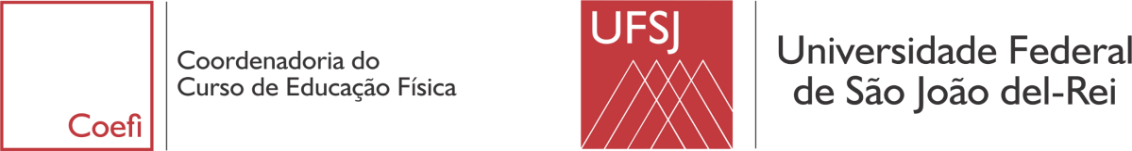 Coefi
Coordenadoria do
Curso de Educação Física
UFSJ
Universidade Federal
de São João del-Rei